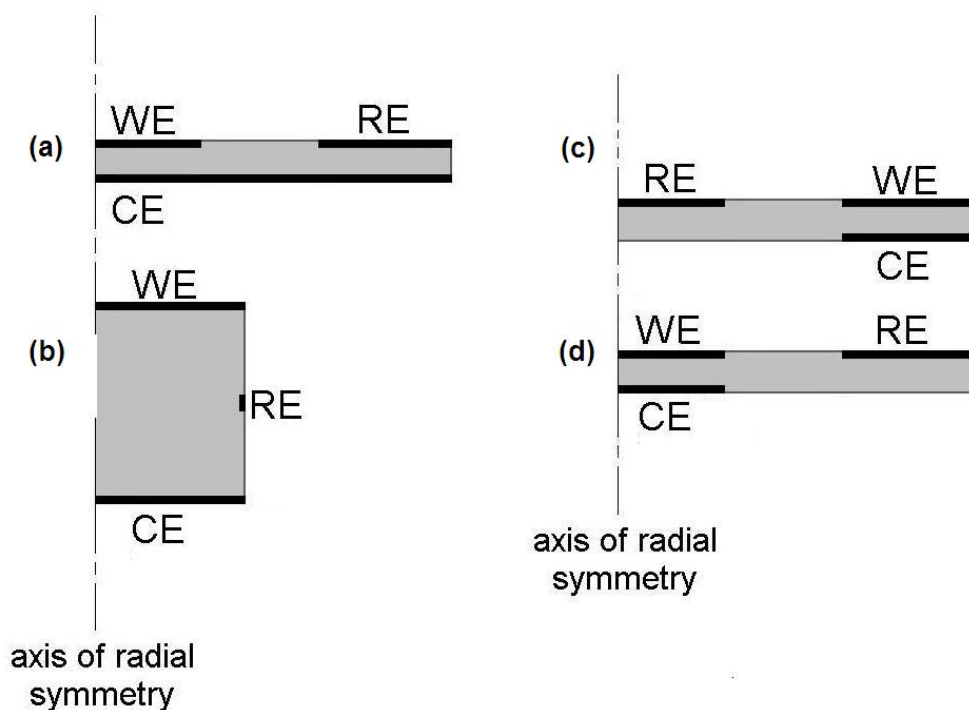 (a)
WE
RE
CE
(b)
WE
RE
CE
axis of radial
symmetry
(c)
RE
WE
CE
(d)
WE
RE
CE
axis of radial
symmetry